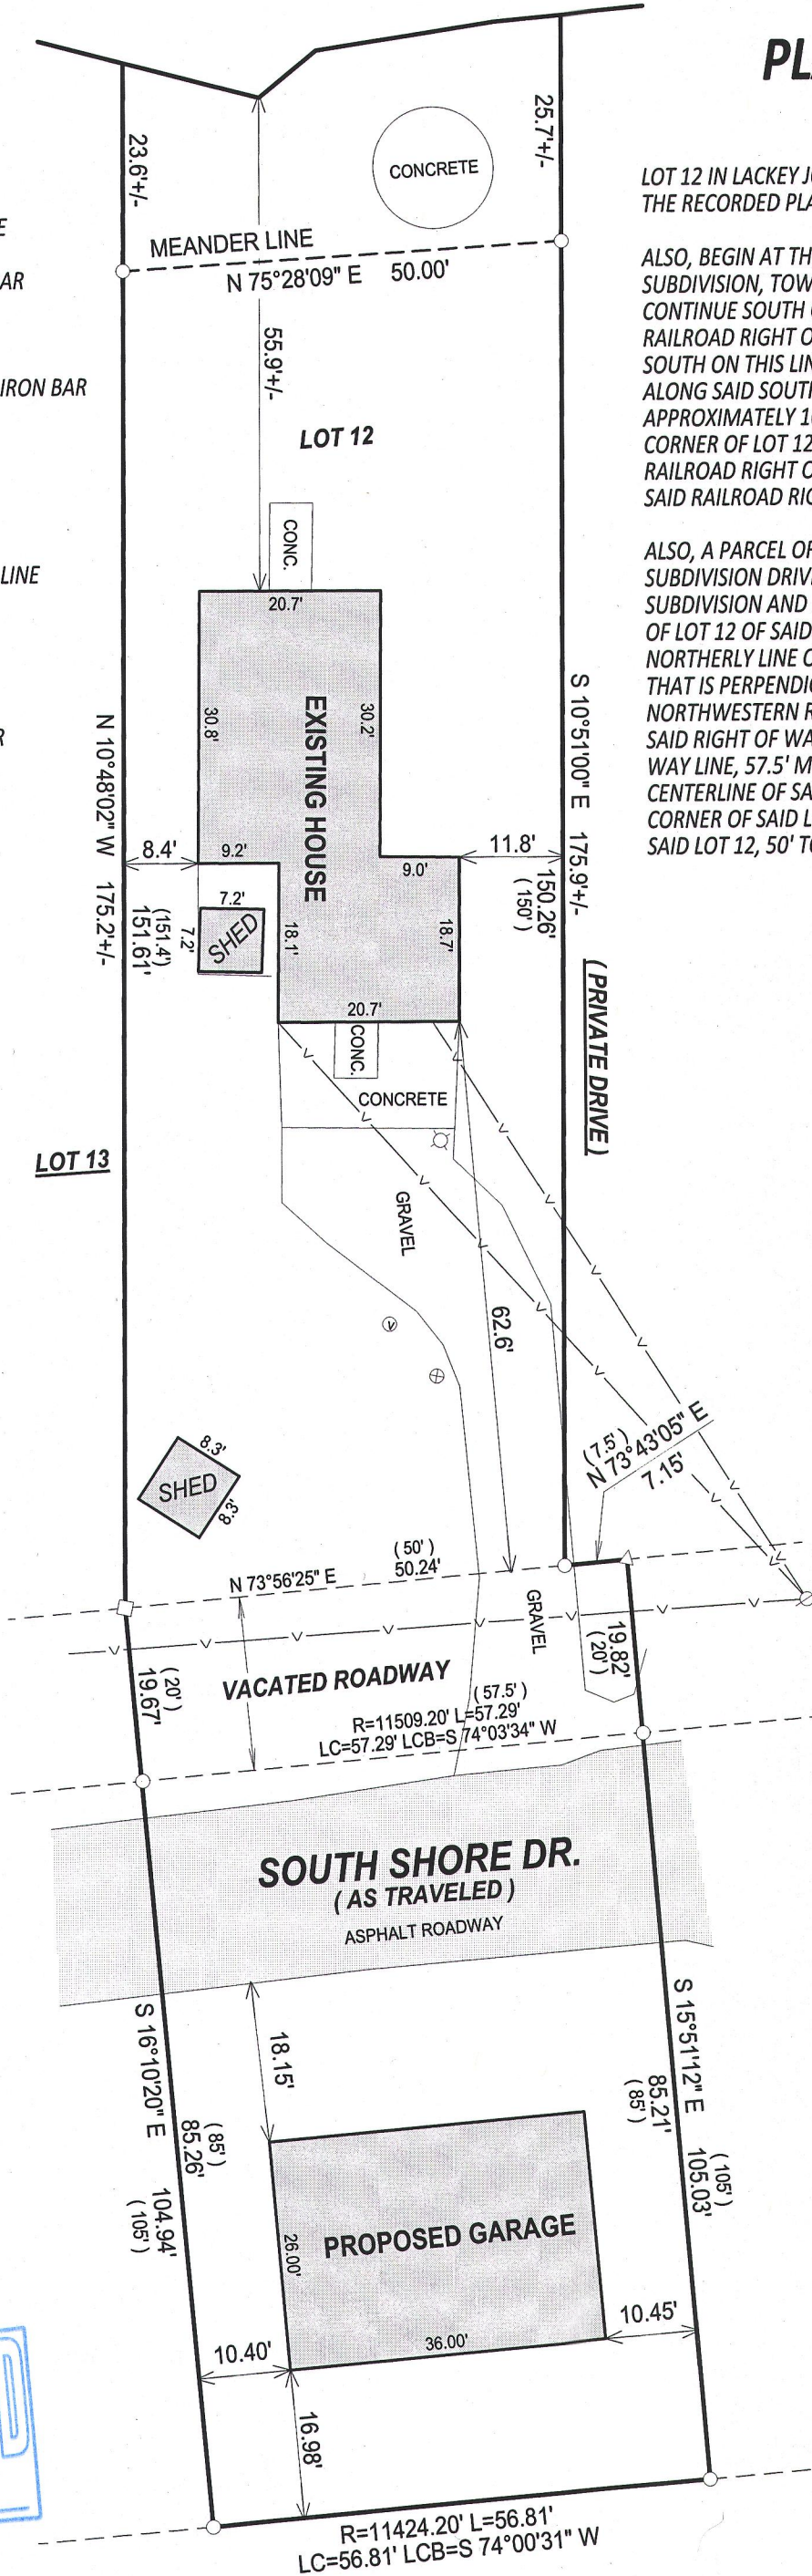 PL
23.6'+/-
25.7'+/-
CONCRETE
MEANDER LINE
N 75°28'09" E 50.00'
55.9'+/-
LOT 12
CONC.
20.7'
30.8'
30.2'
EXISTING HOUSE
8.4'
9.2'
9.0'
11.8'
7.2'
7.2'
SHED
18.1'
18.7'
20.7'
CONC.
CONCRETE
N 10°48'02" W 175.2'+/-
(151.4')
151.61'
S 10°51'00" E 175.9'+/-
150.26'
(150')
( PRIVATE DRIVE )
LOT 13
GRAVEL
V
62.6'
8.3'
SHED
8.3'
(7.5')
N 73°43'05" E
7.15'
( 50' )
N 73°56'25" E 50.24'
GRAVEL
19.82'
(20')
( 20' )
19.67'
VACATED ROADWAY
( 57.5' )
R=11509.20' L=57.29'
LC=57.29' LCB=S 74°03'34" W
SOUTH SHORE DR.
( AS TRAVELED )
ASPHALT ROADWAY
18.15'
S 16°10'20" E
( 85' )
85.26'
104.94'
( 105' )
S 15°51'12" E
85.21'
( 85' )
(105')
105.03'
PROPOSED GARAGE
26.00'
36.00'
10.40'
10.45'
16.98'
R=11424.20' L=56.81'
LC=56.81' LCB=S 74°00'31" W
E
AR
IRON BAR
LINE
R
LOT 12 IN LACKEY J
THE RECORDED PLA
ALSO, BEGIN AT TH
SUBDIVISION, TOW
CONTINUE SOUTH
RAILROAD RIGHT O
SOUTH ON THIS LIN
ALONG SAID SOUTH
APPROXIMATELY 1
CORNER OF LOT 12
RAILROAD RIGHT O
SAID RAILROAD RIG
ALSO, A PARCEL OF
SUBDIVISION DRIV
SUBDIVISION AND
OF LOT 12 OF SAID
NORTHERLY LINE O
THAT IS PERPENDI
NORTHWESTERN R
SAID RIGHT OF WA
WAY LINE, 57.5' M
CENTERLINE OF SA
CORNER OF SAID L
SAID LOT 12, 50' T